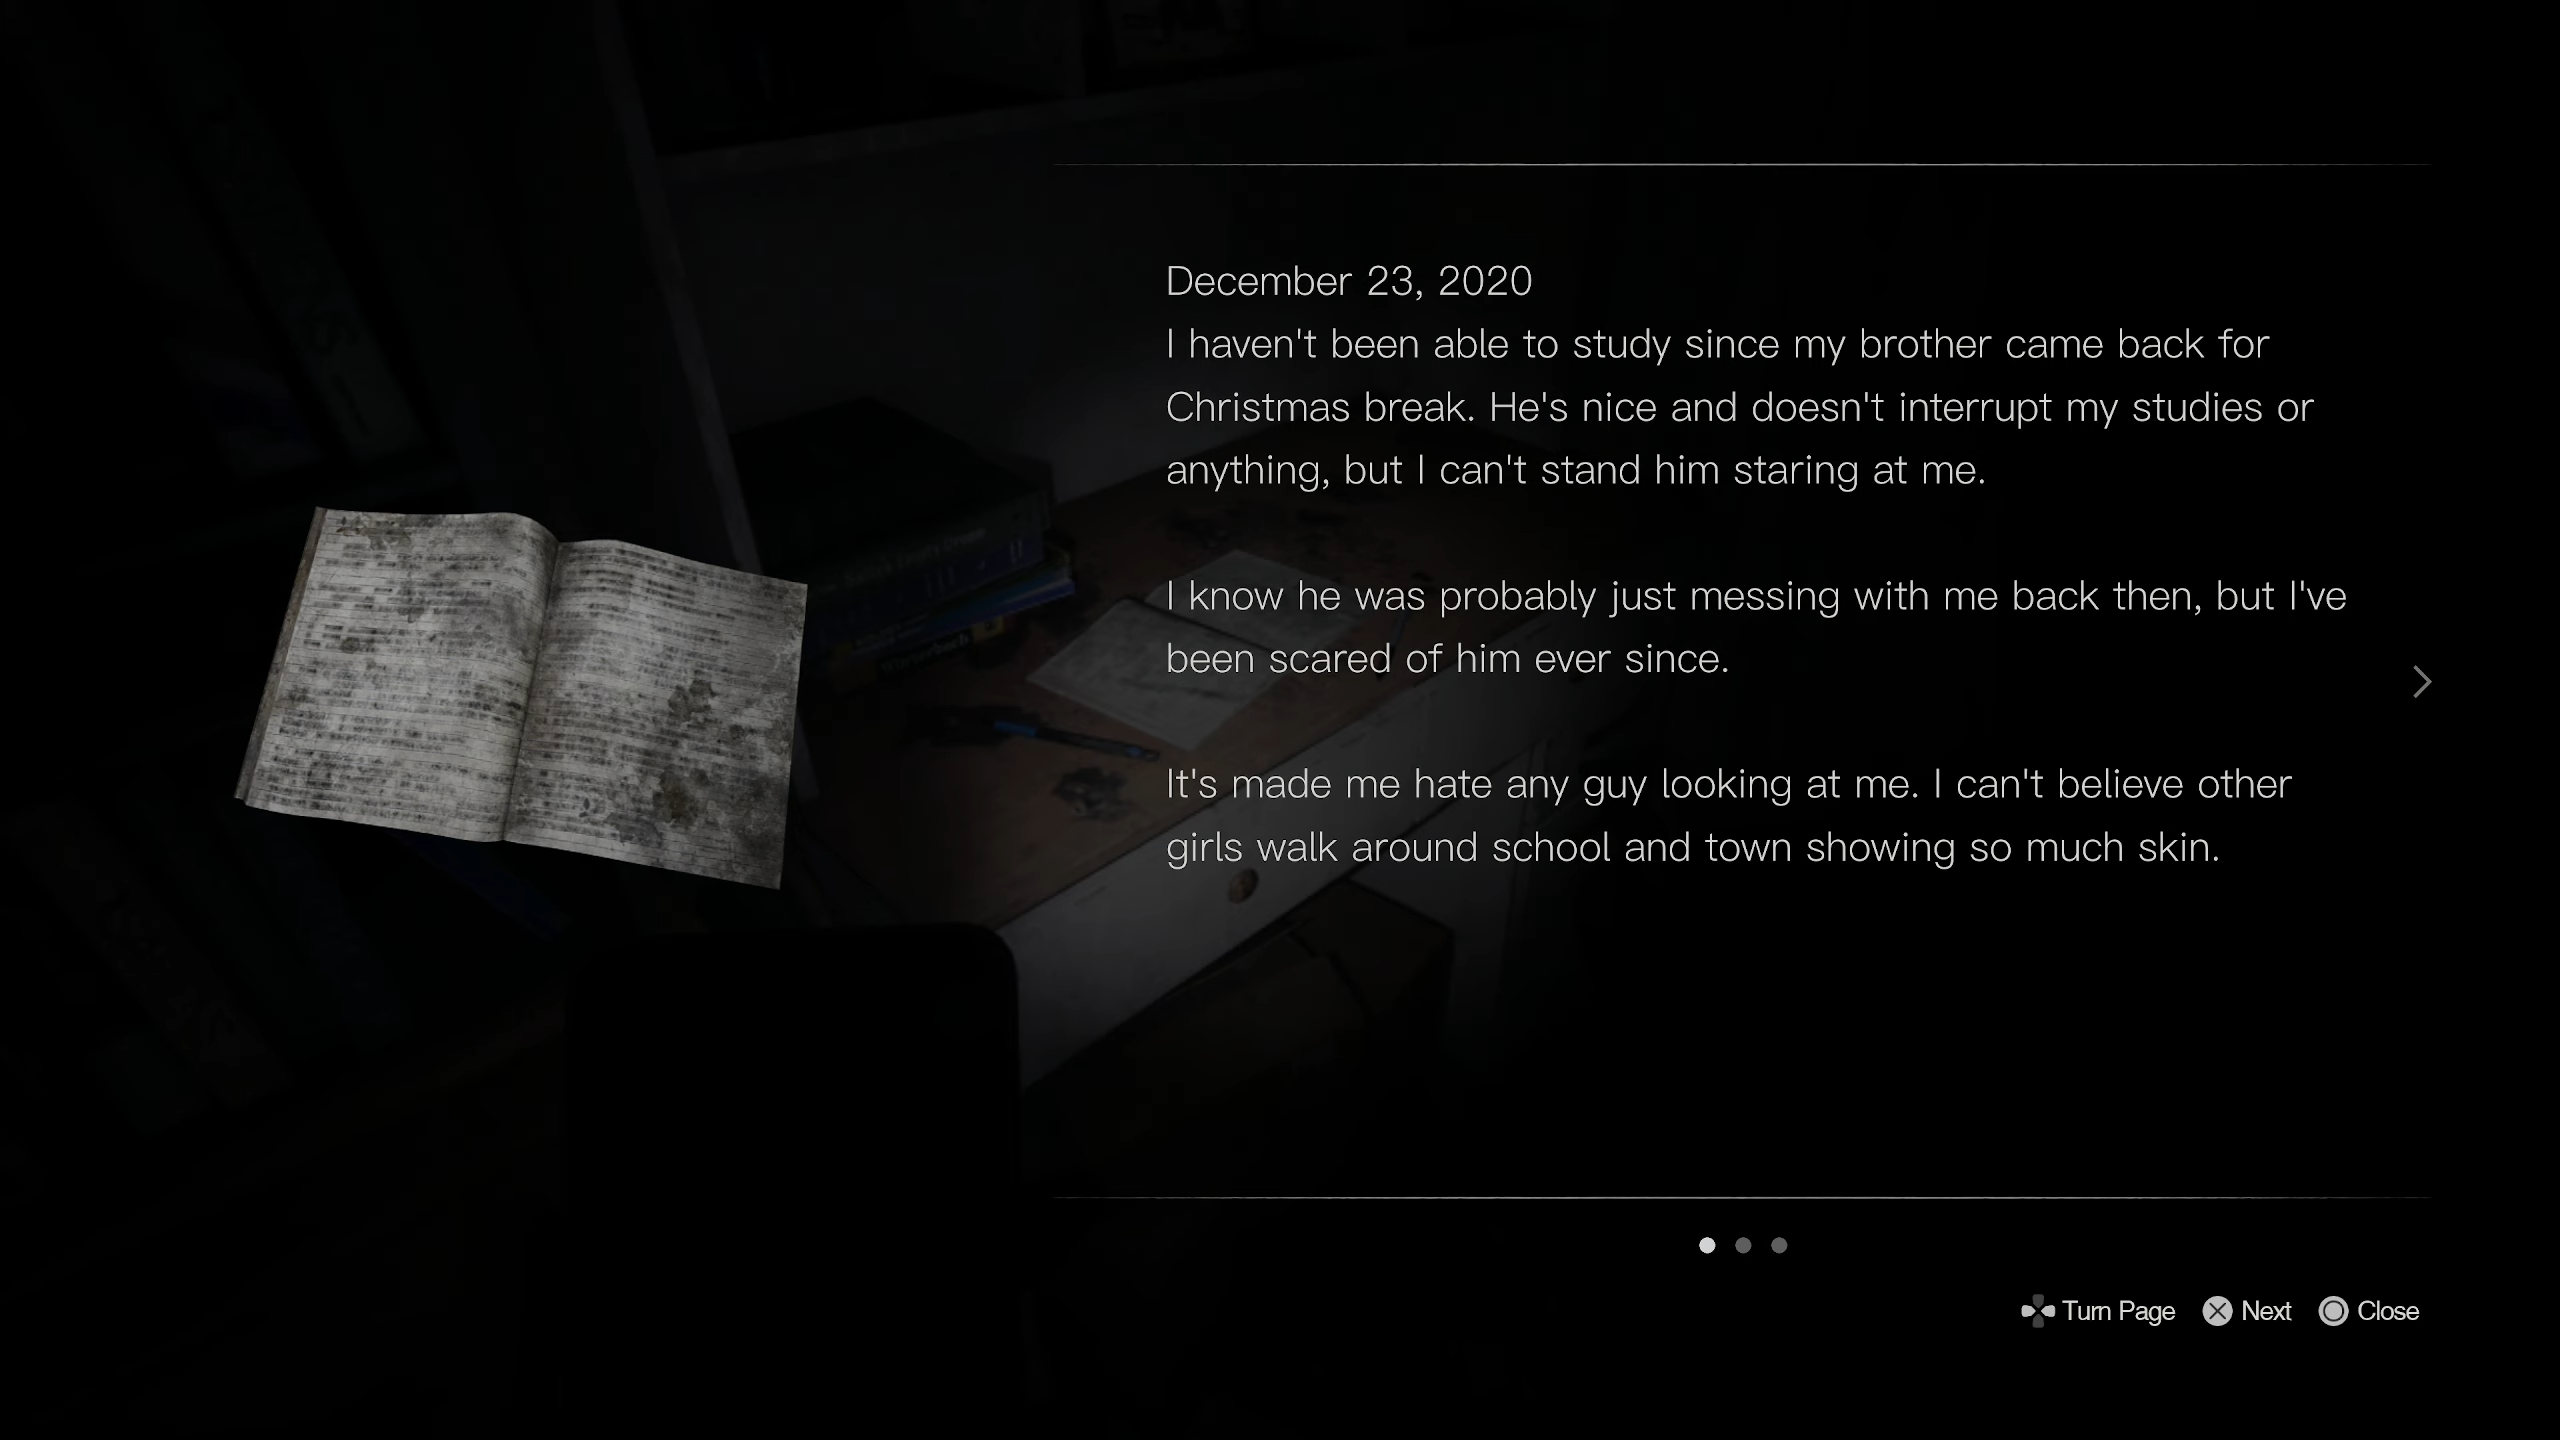 December 23, 2020
I haven't been able to study since my brother came back for
Christmas break. He's nice and doesn't interrupt my studies or
anything, but I can't stand him staring at me.
I know he was probably just messing with me back then, but I've
been scared of him ever since.
It's made me hate any guy looking at me. I can't believe other
girls walk around school and town showing so much skin.
Turn Page
Next
Close